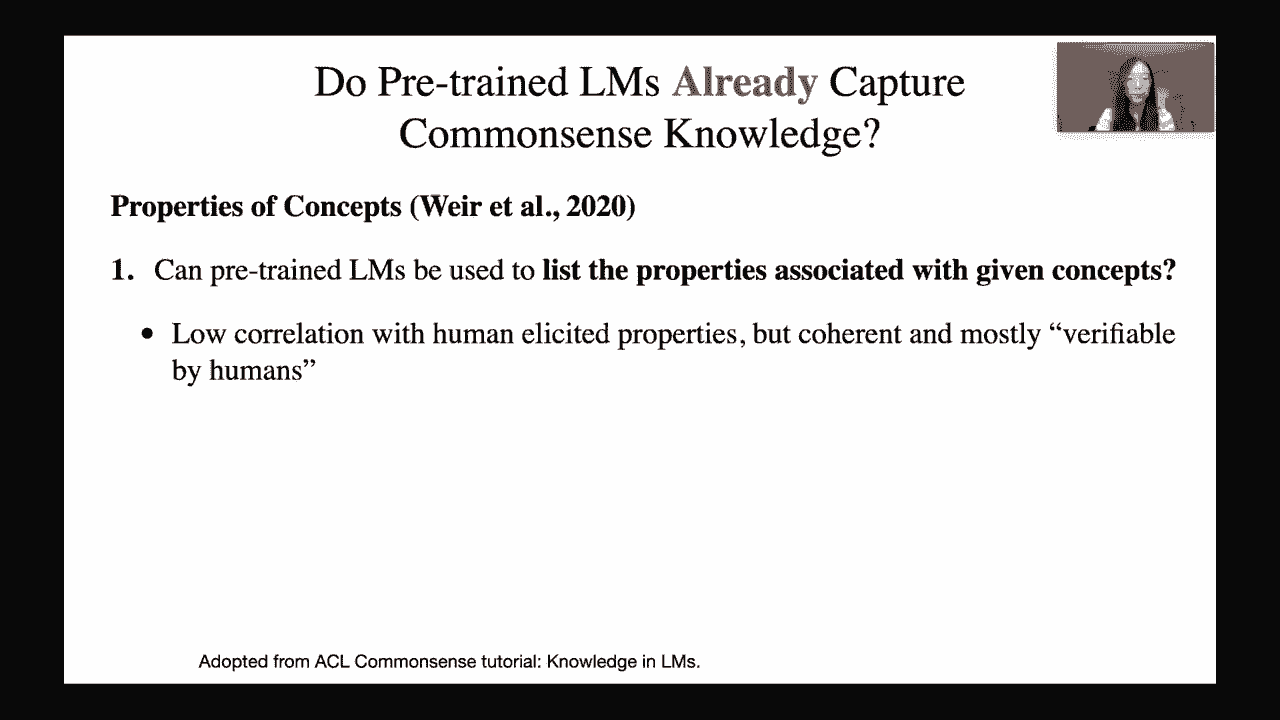 Do Pre-trained LMs Already Capture
Commonsense Knowledge?
Properties of Concepts (Weir et al., 2020)
1. Can pre-trained LMs be used to list the properties associated with given concepts?
• Low correlation with human elicited properties, but coherent and mostly “verifiable
by humans”
Adopted from ACL Commonsense tutorial: Knowledge in LMs.